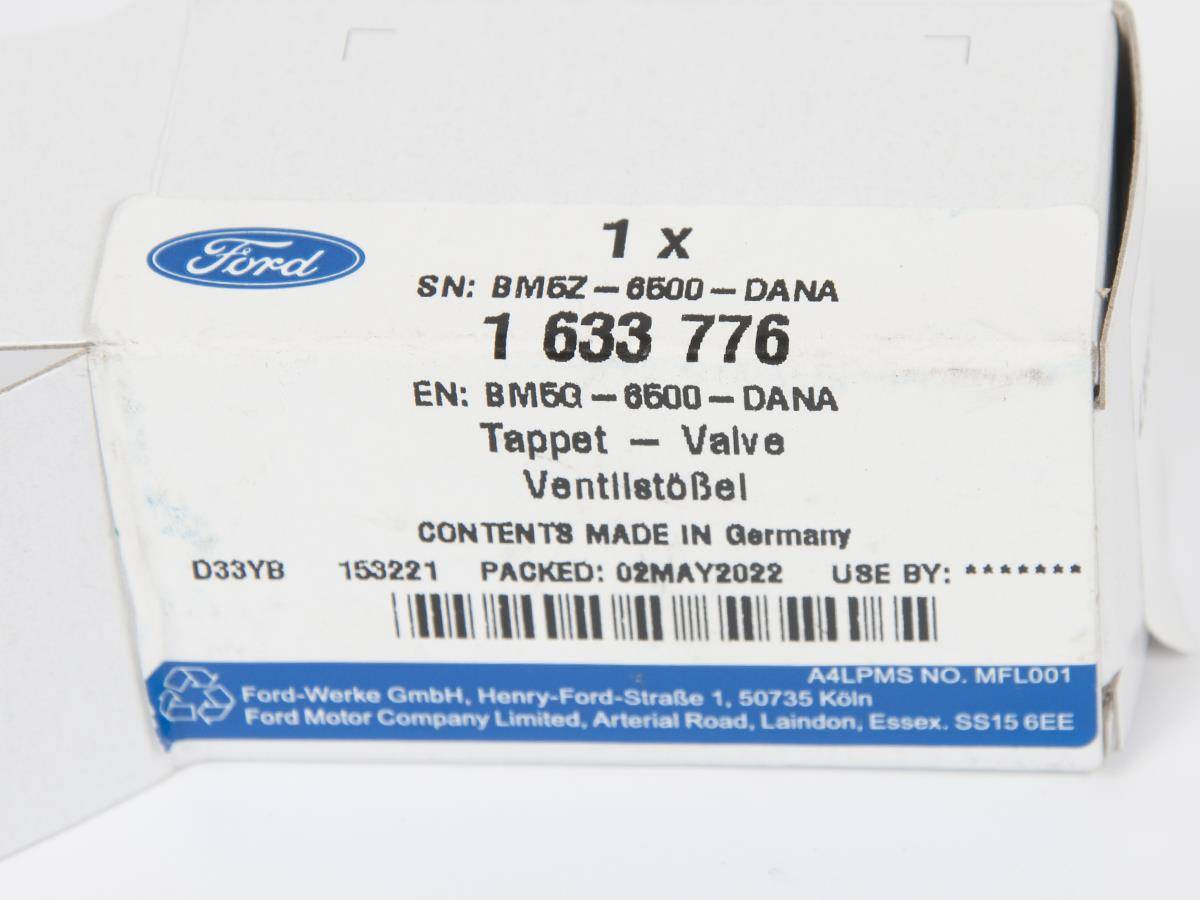 Ford
1 x
SN: BM5Z-6500-DANA
1 633 776
EN: BM5G-6500-DANA
Tappet - Valve
Ventilstößel
CONTENTS MADE IN Germany
D33YB 153221 PACKED: 02MAY2022 USE BY: *******
A4LPMS NO. MFL001
Ford-Werke GmbH, Henry-Ford-Straße 1, 50735 Köln
Ford Motor Company Limited, Arterial Road, Laindon, Essex. SS15 6EE